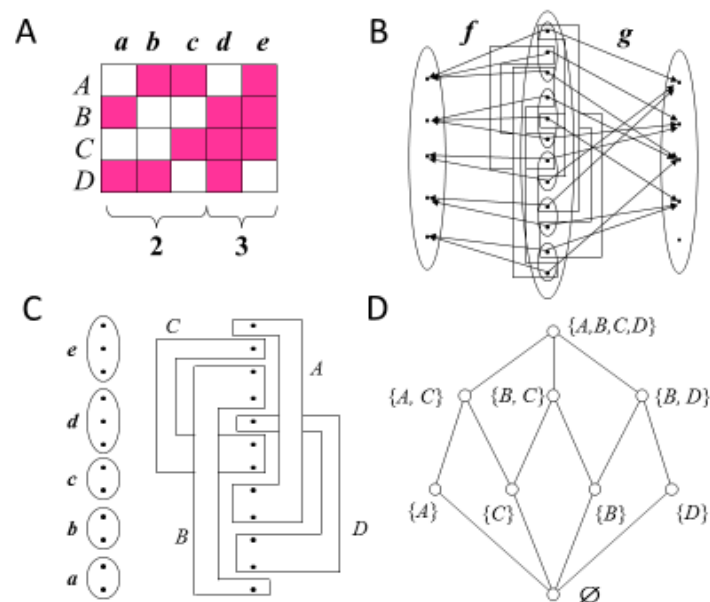 A
a b c d e
A
B
C
D
2 3
B
f g
C
e
d
c
b
a
C
A
B
D
D
{A,B,C,D}
{A, C} {B, C} {B, D}
{A} {C} {B} {D}
∅